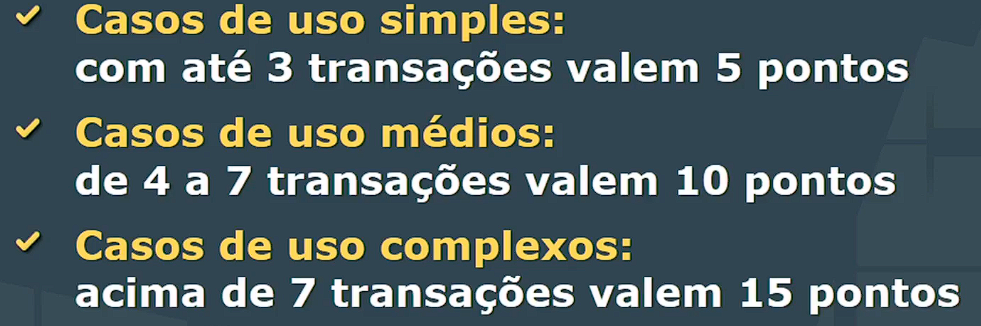 Casos de uso simples:
com até 3 transações valem 5 pontos
Casos de uso médios:
de 4 a 7 transações valem 10 pontos
Casos de uso complexos:
acima de 7 transações valem 15 pontos